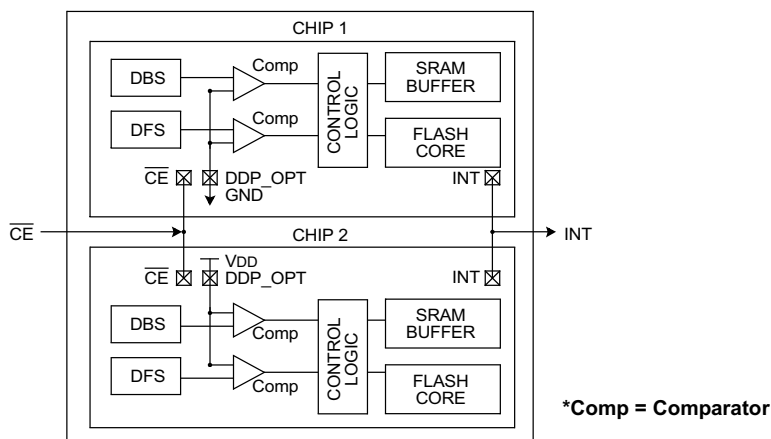 CHIP 1
DBS
Comp
CONTROL
LOGIC
SRAM
BUFFER
DFS
Comp
FLASH
CORE
CE
DDP_OPT
GND
INT
CE
INT
CHIP 2
VDD
CE
DDP_OPT
INT
DBS
Comp
CONTROL
LOGIC
SRAM
BUFFER
DFS
Comp
FLASH
CORE
*Comp = Comparator